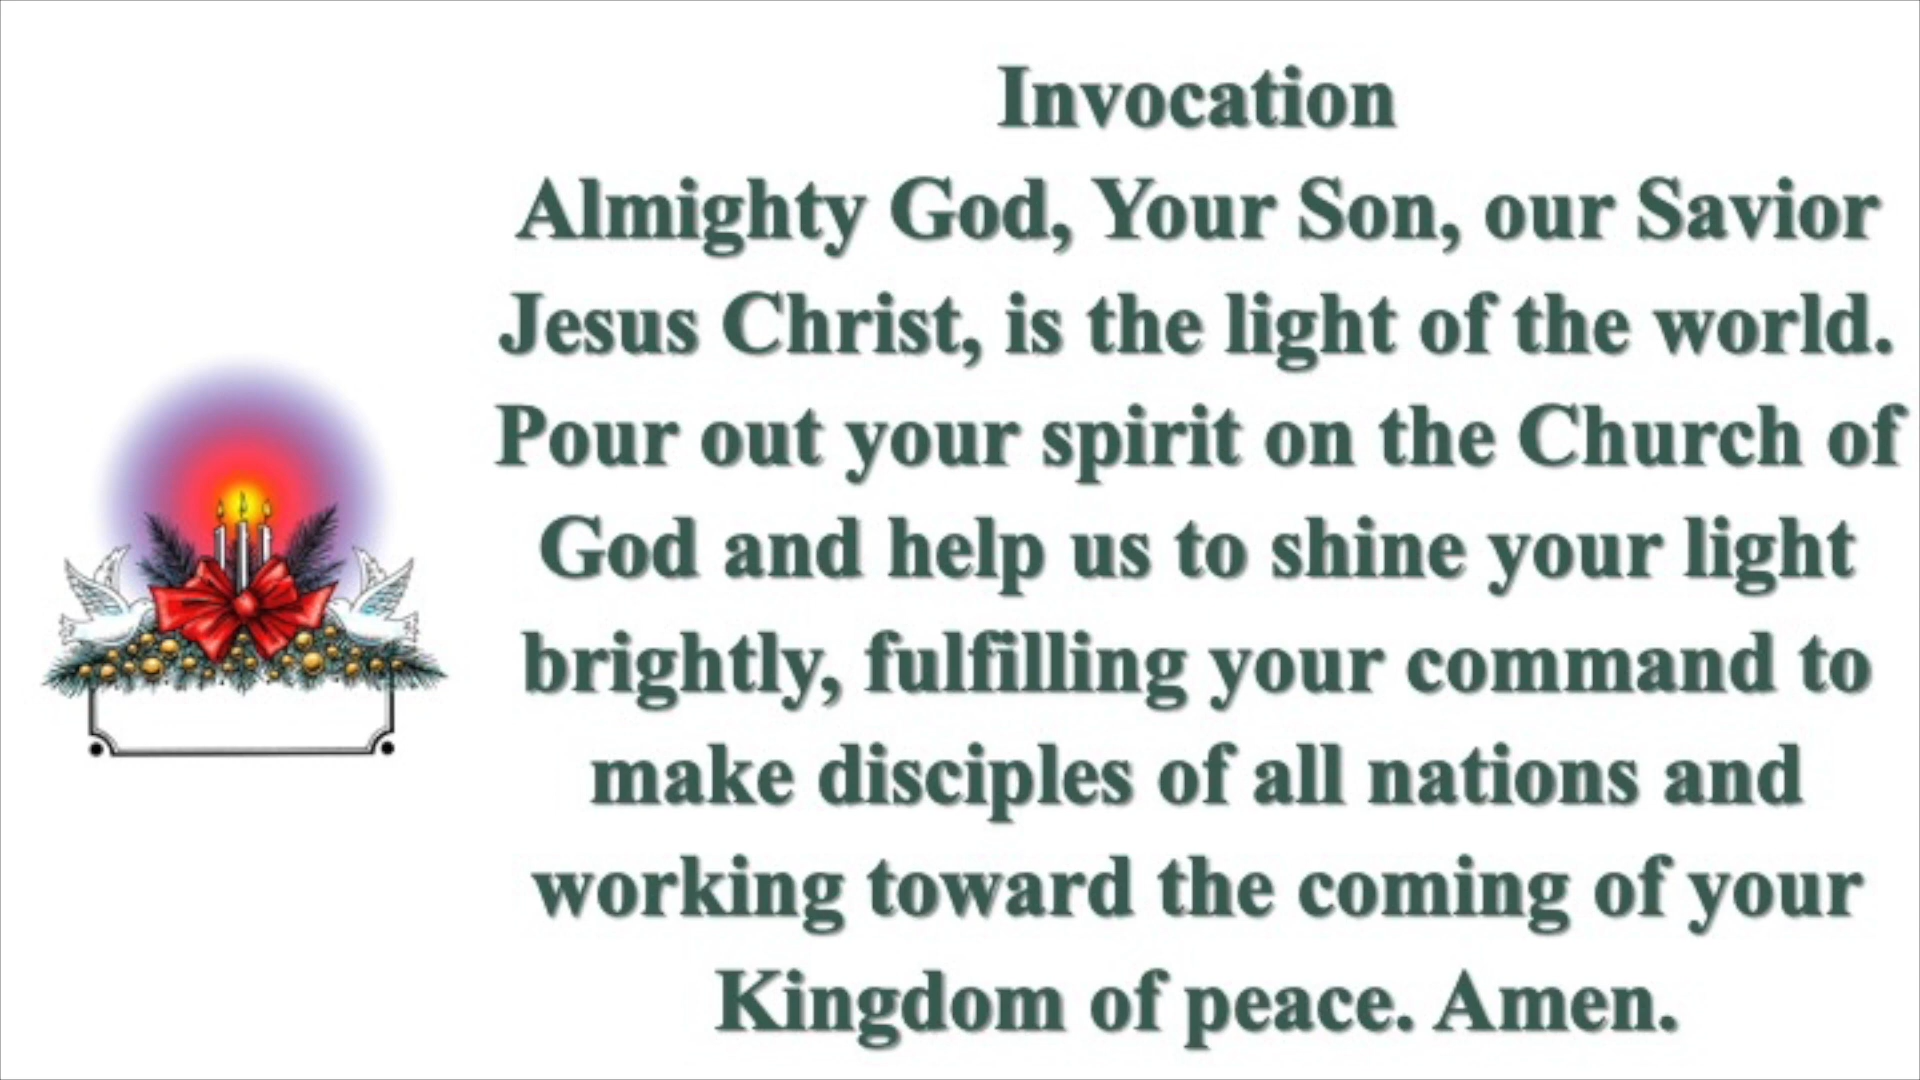 Invocation
Almighty God, Your Son, our Savior
Jesus Christ, is the light of the world.
Pour out your spirit on the Church of
God and help us to shine your light
brightly, fulfilling your command to
make disciples of all nations and
working toward the coming of your
Kingdom of peace. Amen.